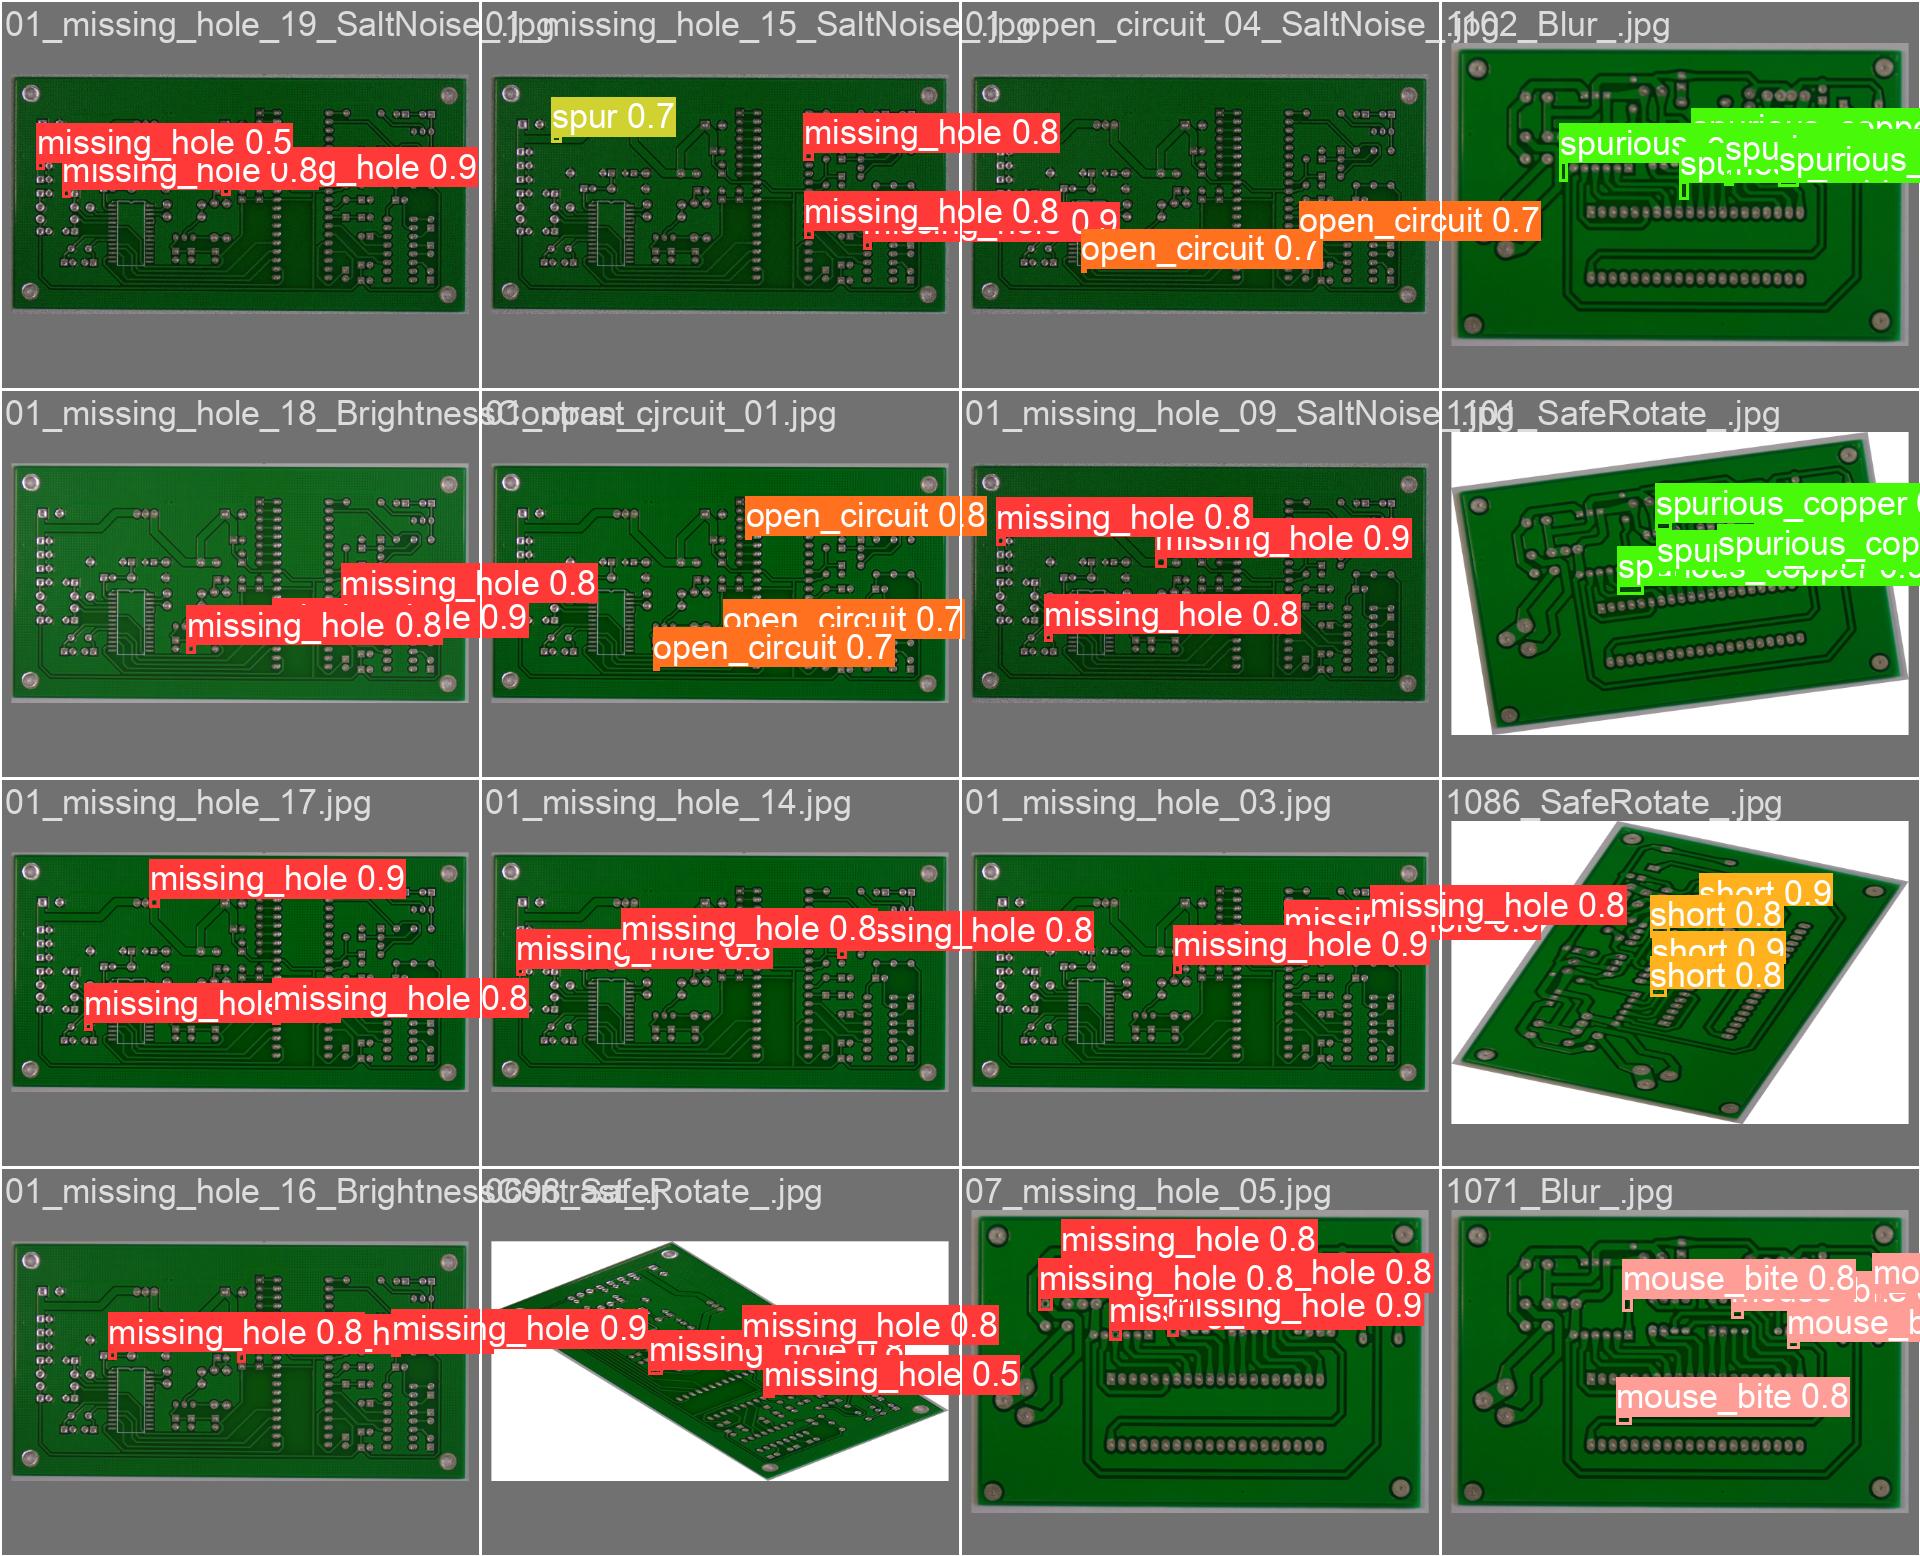 01_missing_hole_19_SaltNoise_.jpg
01_missing_hole_15_SaltNoise_.jpg
01_open_circuit_04_SaltNoise_.jpg
1102_Blur_.jpg
missing_hole 0.5
missing_hole 0.8
g_hole 0.9
spur 0.7
missing_hole 0.8
missing_hole 0.8
0.9
open_circuit 0.7
open_circuit 0.7
spurious_copper
spurious
spu
spurious_
01_missing_hole_18_BrightnessContrast_.j
01_open_circuit_01.jpg
01_missing_hole_09_SaltNoise_.jpg
1101_SafeRotate_.jpg
missing_hole 0.8
missing_hole 0.8
le 0.9
open_circuit 0.8
open_circuit 0.7
open_circuit 0.7
missing_hole 0.8
missing_hole 0.9
missing_hole 0.8
spurious_copper
spurious_cop
01_missing_hole_17.jpg
01_missing_hole_14.jpg
01_missing_hole_03.jpg
1086_SafeRotate_.jpg
missing_hole 0.9
missing_hole
missing_hole 0.8
missing_hole 0.8
missing_hole 0.8
ssing_hole 0.8
missing_hole 0.8
missing_hole 0.9
short 0.9
short 0.8
short 0.9
short 0.8
01_missing_hole_16_BrightnessContrast_.j
0698_SafeRotate_.jpg
07_missing_hole_05.jpg
1071_Blur_.jpg
missing_hole 0.8
missing_hole 0.9
missing_hole 0.8
missing_hole 0.8
missing_hole 0.5
missing_hole 0.8
missing_hole 0.8
_hole 0.8
missing_hole 0.9
mouse_bite 0.8
mo
mouse_b
mouse_bite 0.8